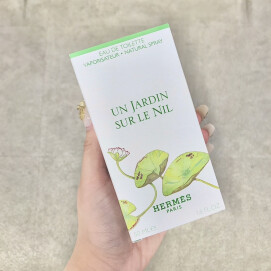 EAU DE TOILETTE
VAPORISATEUR • NATURAL SPRAY
UN JARDIN
SUR LE NIL
HERMÈS
PARIS